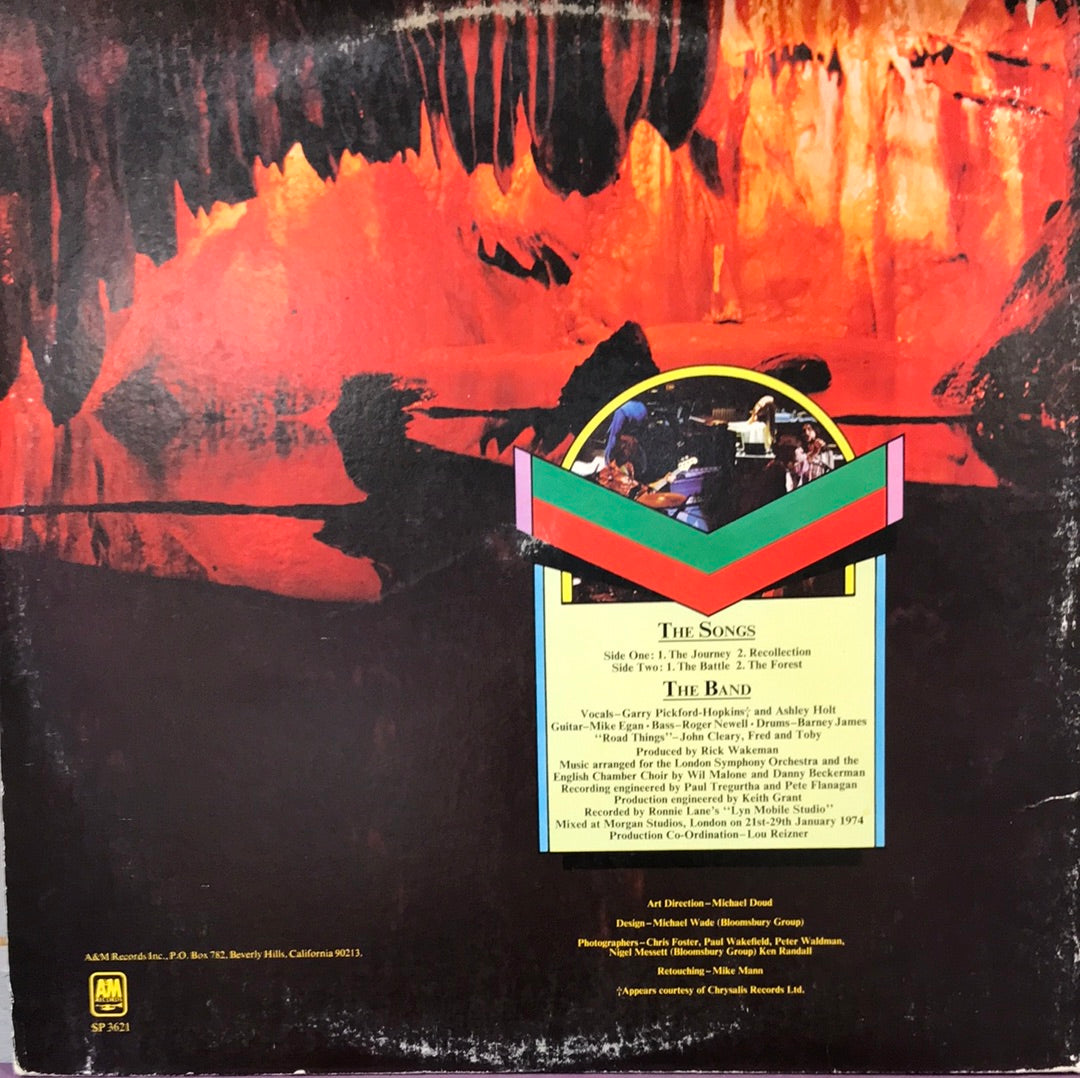 THE SONGS
Side One: 1. The Journey 2. Recollection
Side Two: 1. The Battle 2. The Forest
THE BAND
Vocals–Garry Pickford-Hopkins† and Ashley Holt
Guitar–Mike Egan · Bass–Roger Newell · Drums–Barney James
"Road Things"–John Cleary, Fred and Toby
Produced by Rick Wakeman
Music arranged for the London Symphony Orchestra and the
English Chamber Choir by Wil Malone and Danny Beckerman
Recording engineered by Paul Tregurtha and Pete Flanagan
Production engineered by Keith Grant
Recorded by Ronnie Lane's "Lyn Mobile Studio"
Mixed at Morgan Studios, London on 21st-29th January 1974
Production Co-Ordination–Lou Reizner
Art Direction–Michael Doud
Design–Michael Wade (Bloomsbury Group)
Photographers–Chris Foster, Paul Wakefield, Peter Waldman,
Nigel Messett (Bloomsbury Group) Ken Randall
Retouching–Mike Mann
†Appears courtesy of Chrysalis Records Ltd.
A&M Records Inc., P.O. Box 782, Beverly Hills, California 90213.
A&M
RECORDS
SP 3621